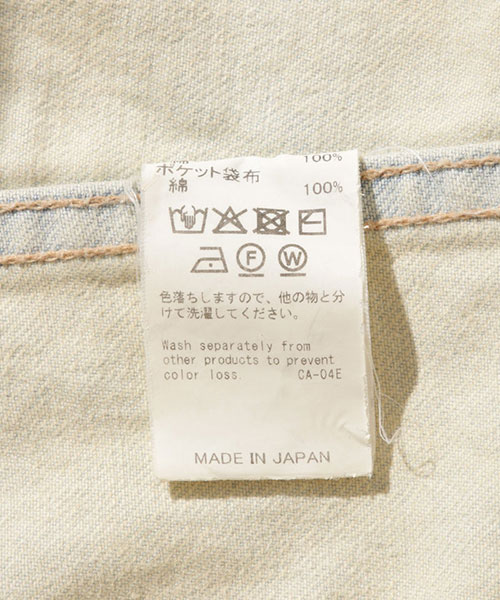 100%
ポケット袋布
綿 100%
F W
色落ちしますので、他の物と分
けて洗濯してください。
Wash separately from
other products to prevent
color loss. CA-04E
MADE IN JAPAN